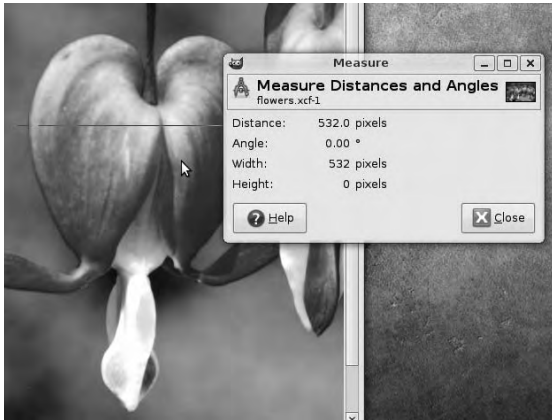 Measure
Measure Distances and Angles
flowers.xcf-1
Distance: 532.0 pixels
Angle: 0.00 °
Width: 532 pixels
Height: 0 pixels
Help
Close